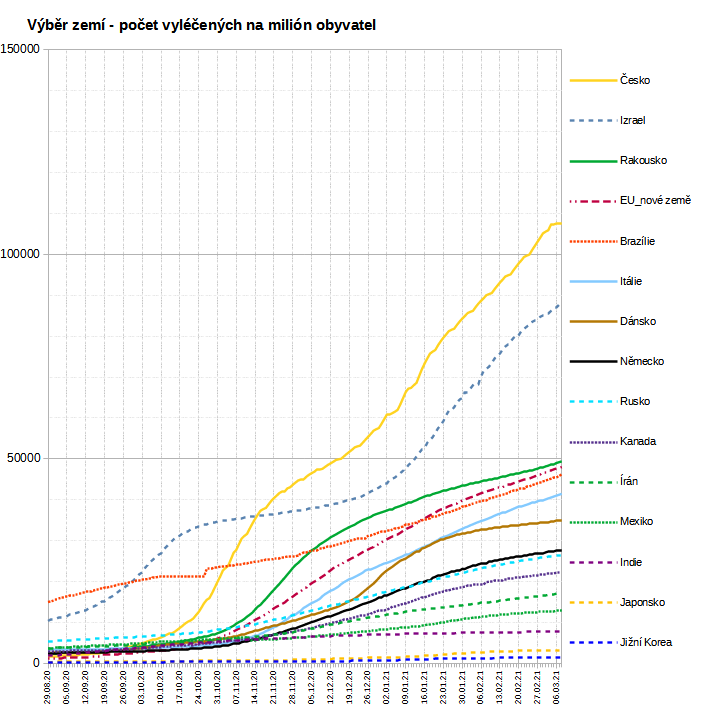 Výběr zemí - počet vyléčených na milión obyvatel
150000
100000
50000
0
Česko
Izrael
Rakousko
EU_nové země
Brazílie
Itálie
Dánsko
Německo
Rusko
Kanada
Írán
Mexiko
Indie
Japonsko
Jižní Korea
29.08.20
05.09.20
12.09.20
19.09.20
26.09.20
03.10.20
10.10.20
17.10.20
24.10.20
31.10.20
07.11.20
14.11.20
21.11.20
28.11.20
05.12.20
12.12.20
19.12.20
26.12.20
02.01.21
09.01.21
16.01.21
23.01.21
30.01.21
06.02.21
13.02.21
20.02.21
27.02.21
06.03.21